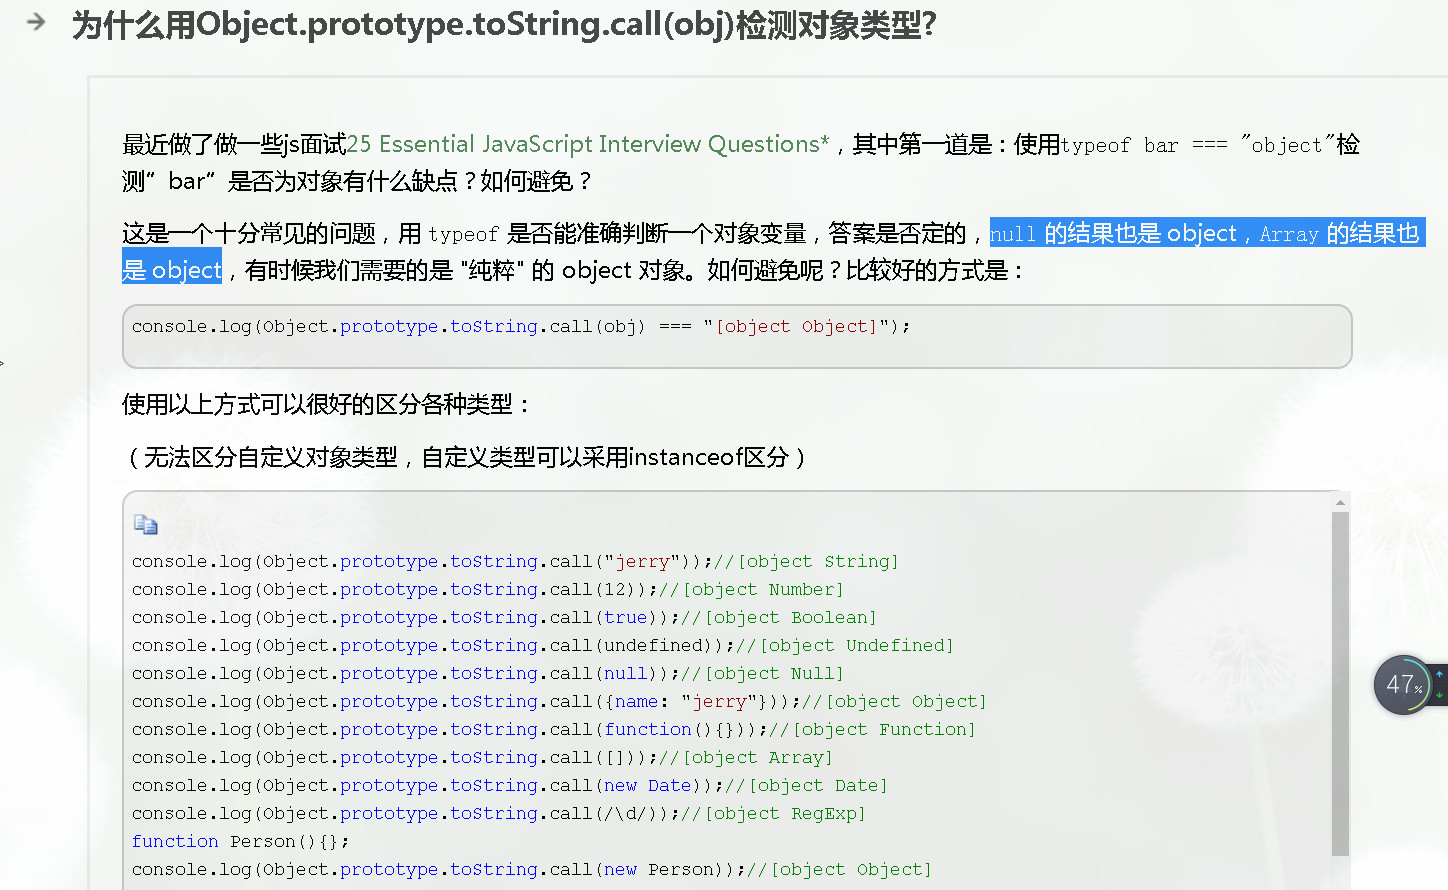 为什么用Object.prototype.toString.call(obj)检测对象类型?
最近做了做一些js面试25 Essential JavaScript Interview Questions*，其中第一道是：使用typeof bar === "object"检
测”bar”是否为对象有什么缺点？如何避免？
这是一个十分常见的问题，用 typeof 是否能准确判断一个对象变量，答案是否定的，null 的结果也是 object，Array 的结果也
是 object，有时候我们需要的是 "纯粹" 的 object 对象。如何避免呢？比较好的方式是：
console.log(Object.prototype.toString.call(obj) === "[object Object]");
使用以上方式可以很好的区分各种类型：
（无法区分自定义对象类型，自定义类型可以采用instanceof区分）
console.log(Object.prototype.toString.call("jerry"));//[object String]
console.log(Object.prototype.toString.call(12));//[object Number]
console.log(Object.prototype.toString.call(true));//[object Boolean]
console.log(Object.prototype.toString.call(undefined));//[object Undefined]
console.log(Object.prototype.toString.call(null));//[object Null]
console.log(Object.prototype.toString.call({name: "jerry"}));//[object Object]
console.log(Object.prototype.toString.call(function(){}));//[object Function]
console.log(Object.prototype.toString.call([]));//[object Array]
console.log(Object.prototype.toString.call(new Date));//[object Date]
console.log(Object.prototype.toString.call(/\d/));//[object RegExp]
function Person(){};
console.log(Object.prototype.toString.call(new Person));//[object Object]
47%